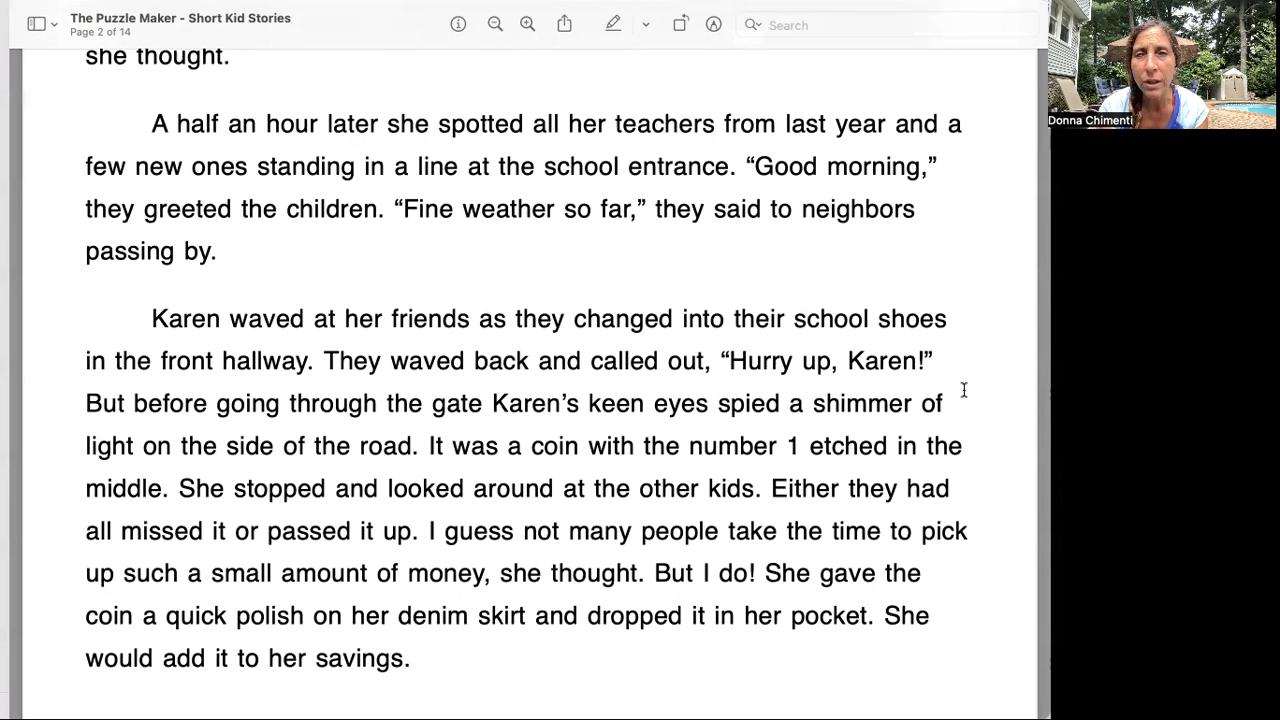 The Puzzle Maker - Short Kid Stories
Page 2 of 14
Search
she thought.
A half an hour later she spotted all her teachers from last year and a
few new ones standing in a line at the school entrance. “Good morning,”
they greeted the children. “Fine weather so far,” they said to neighbors
passing by.
Karen waved at her friends as they changed into their school shoes
in the front hallway. They waved back and called out, “Hurry up, Karen!”
But before going through the gate Karen’s keen eyes spied a shimmer of
light on the side of the road. It was a coin with the number 1 etched in the
middle. She stopped and looked around at the other kids. Either they had
all missed it or passed it up. I guess not many people take the time to pick
up such a small amount of money, she thought. But I do! She gave the
coin a quick polish on her denim skirt and dropped it in her pocket. She
would add it to her savings.
Donna Chimenti